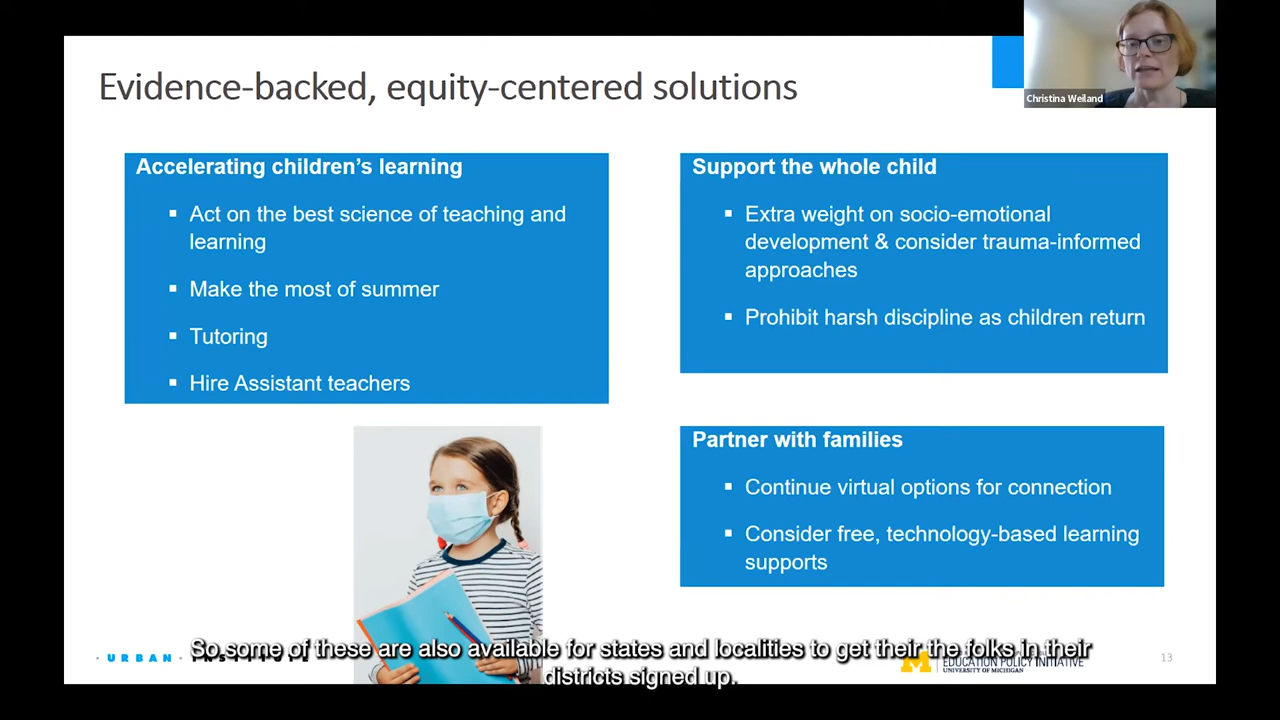 Christina Weiland
Evidence-backed, equity-centered solutions
Accelerating children's learning
▪ Act on the best science of teaching and
learning
▪ Make the most of summer
▪ Tutoring
▪ Hire Assistant teachers
Support the whole child
▪ Extra weight on socio-emotional
development & consider trauma-informed
approaches
▪ Prohibit harsh discipline as children return
Partner with families
▪ Continue virtual options for connection
▪ Consider free, technology-based learning
supports
So some of these are also available for states and localities to get their the folks in their
districts signed up.
· URBAN · INSTITUTE
EDUCATION POLICY INITIATIVE
UNIVERSITY OF MICHIGAN
13